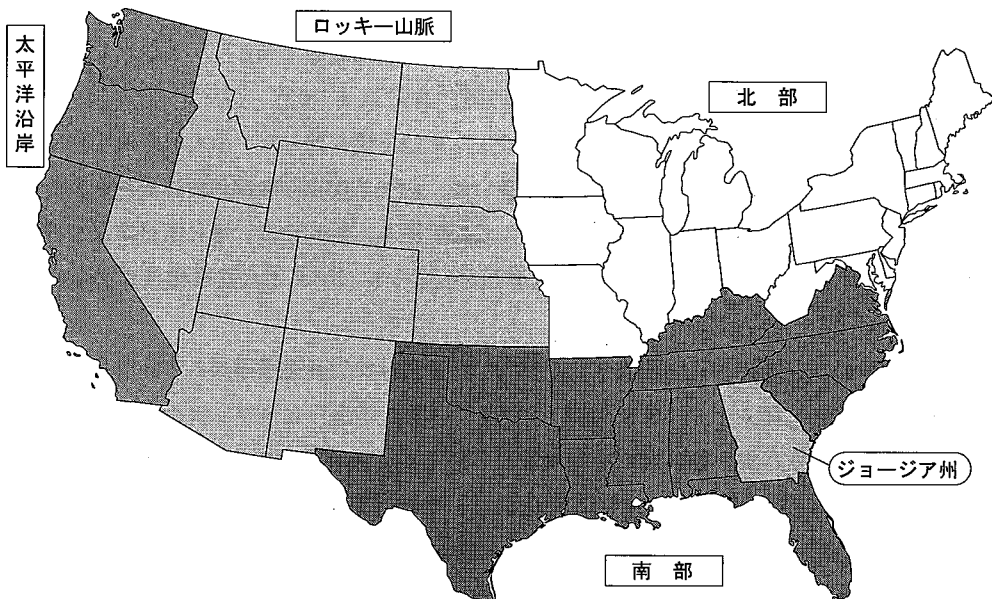 太平洋沿岸
ロッキー山脈
北部
ジョージア州
南部